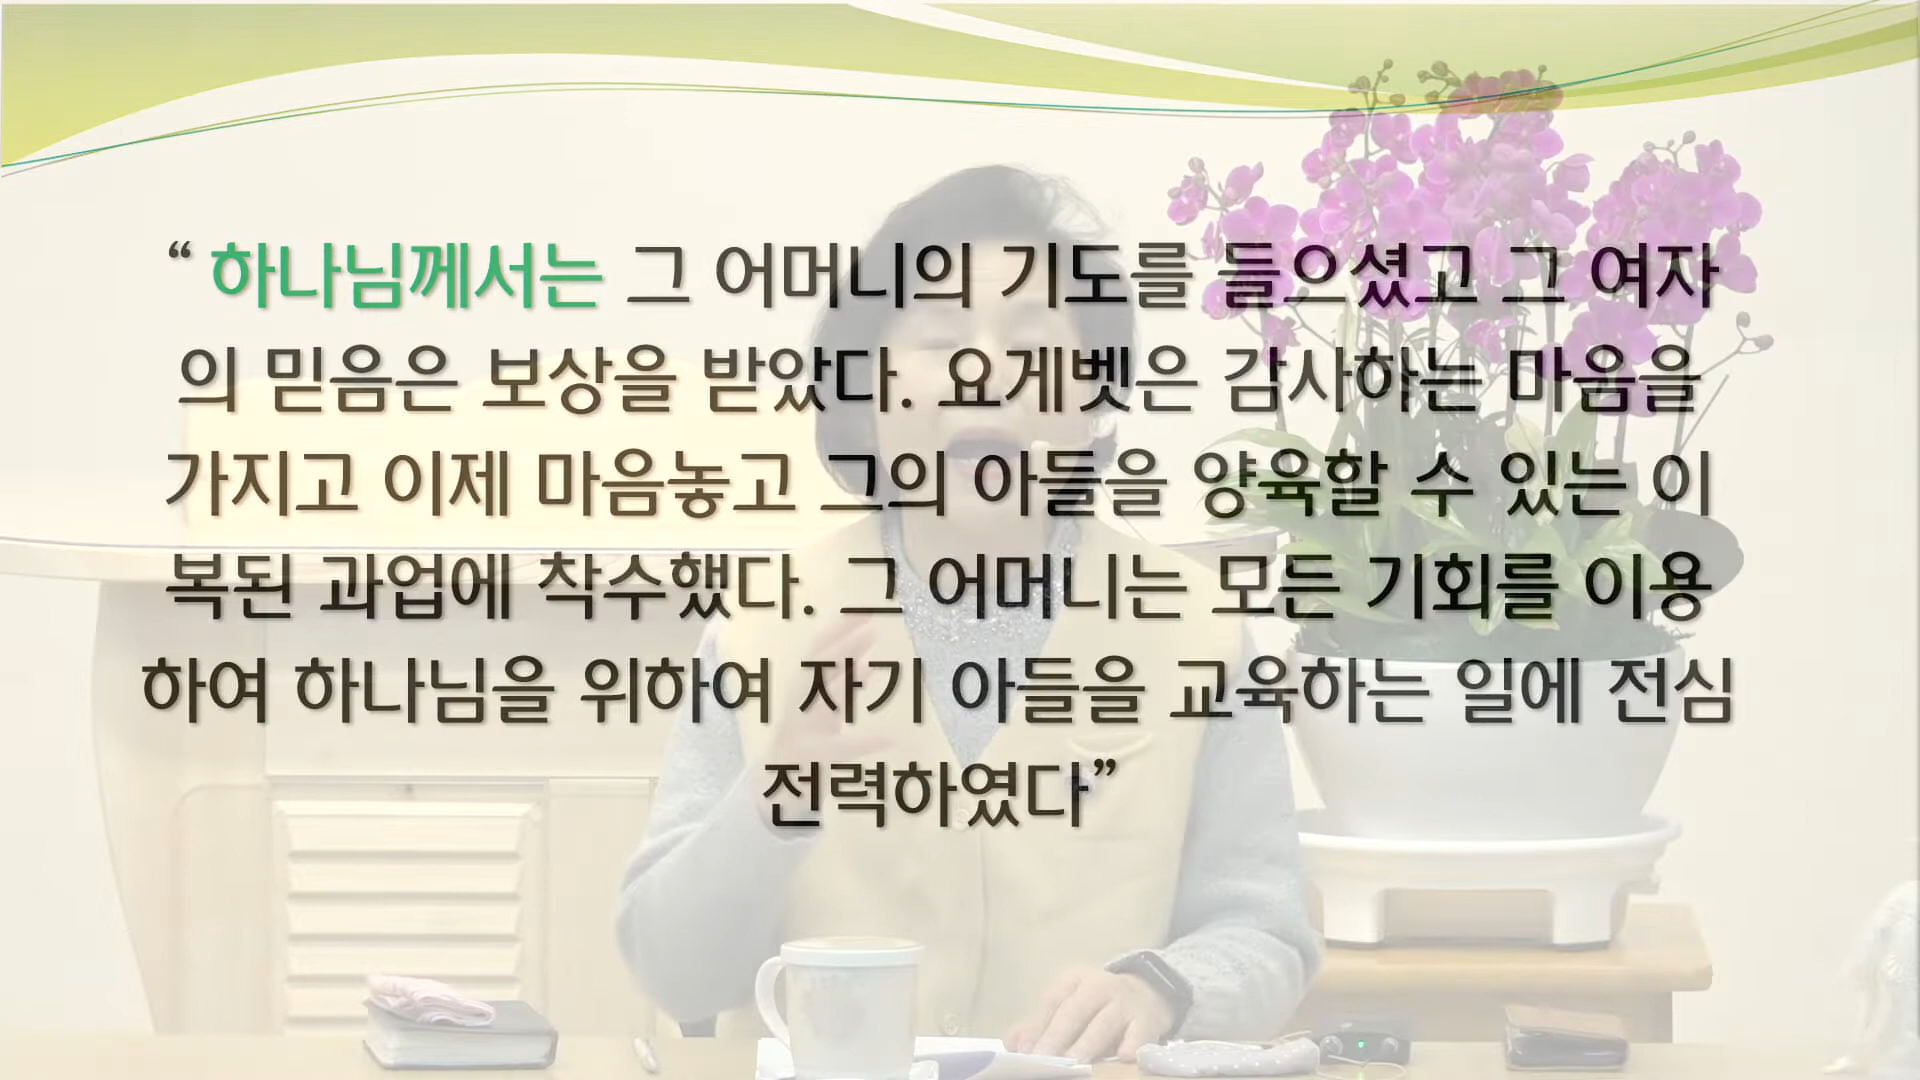 “ 하나님께서는 그 어머니의 기도를 들으셨고 그 여자
의 믿음은 보상을 받았다. 요게벳은 감사하는 마음을
가지고 이제 마음놓고 그의 아들을 양육할 수 있는 이
복된 과업에 착수했다. 그 어머니는 모든 기회를 이용
하여 하나님을 위하여 자기 아들을 교육하는 일에 전심
전력하였다”